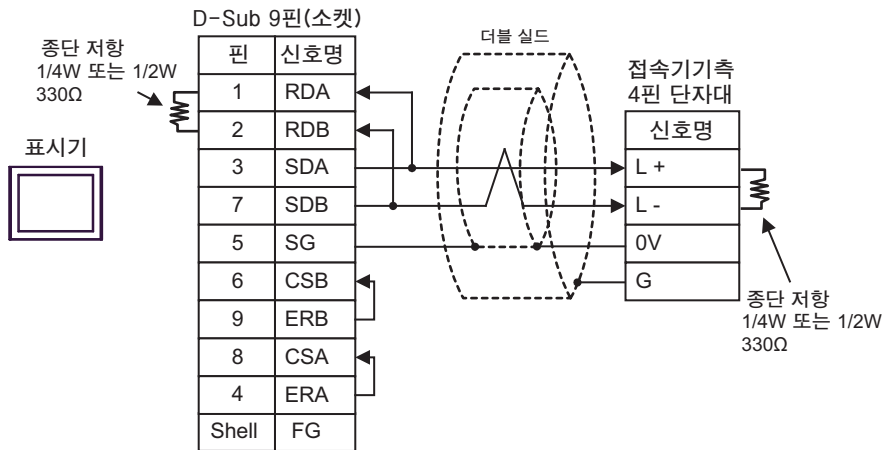 D-Sub 9핀(소켓)
종단 저항
1/4W 또는 1/2W
330Ω
표시기
핀 신호명
1 RDA
2 RDB
3 SDA
7 SDB
5 SG
6 CSB
9 ERB
8 CSA
4 ERA
Shell FG
더블 실드
접속기기측
4핀 단자대
신호명
L +
L -
0V
G
종단 저항
1/4W 또는 1/2W
330Ω